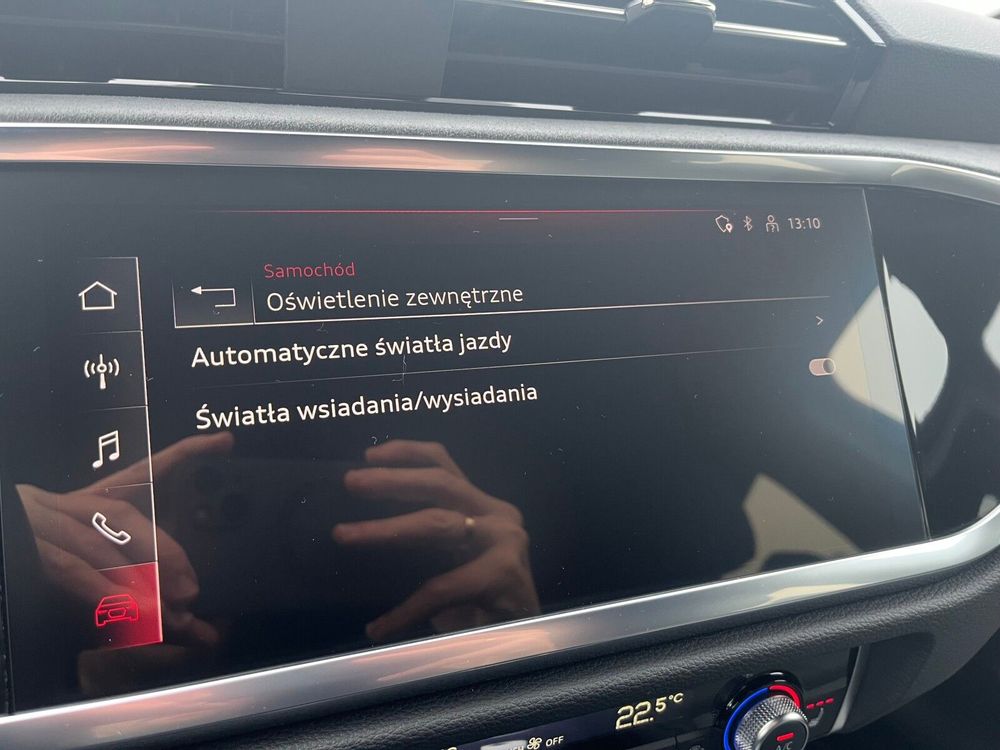 13:10
Samochód
Oświetlenie zewnętrzne
Automatyczne światła jazdy
Światła wsiadania/wysiadania
22.5°C
OFF
A/C